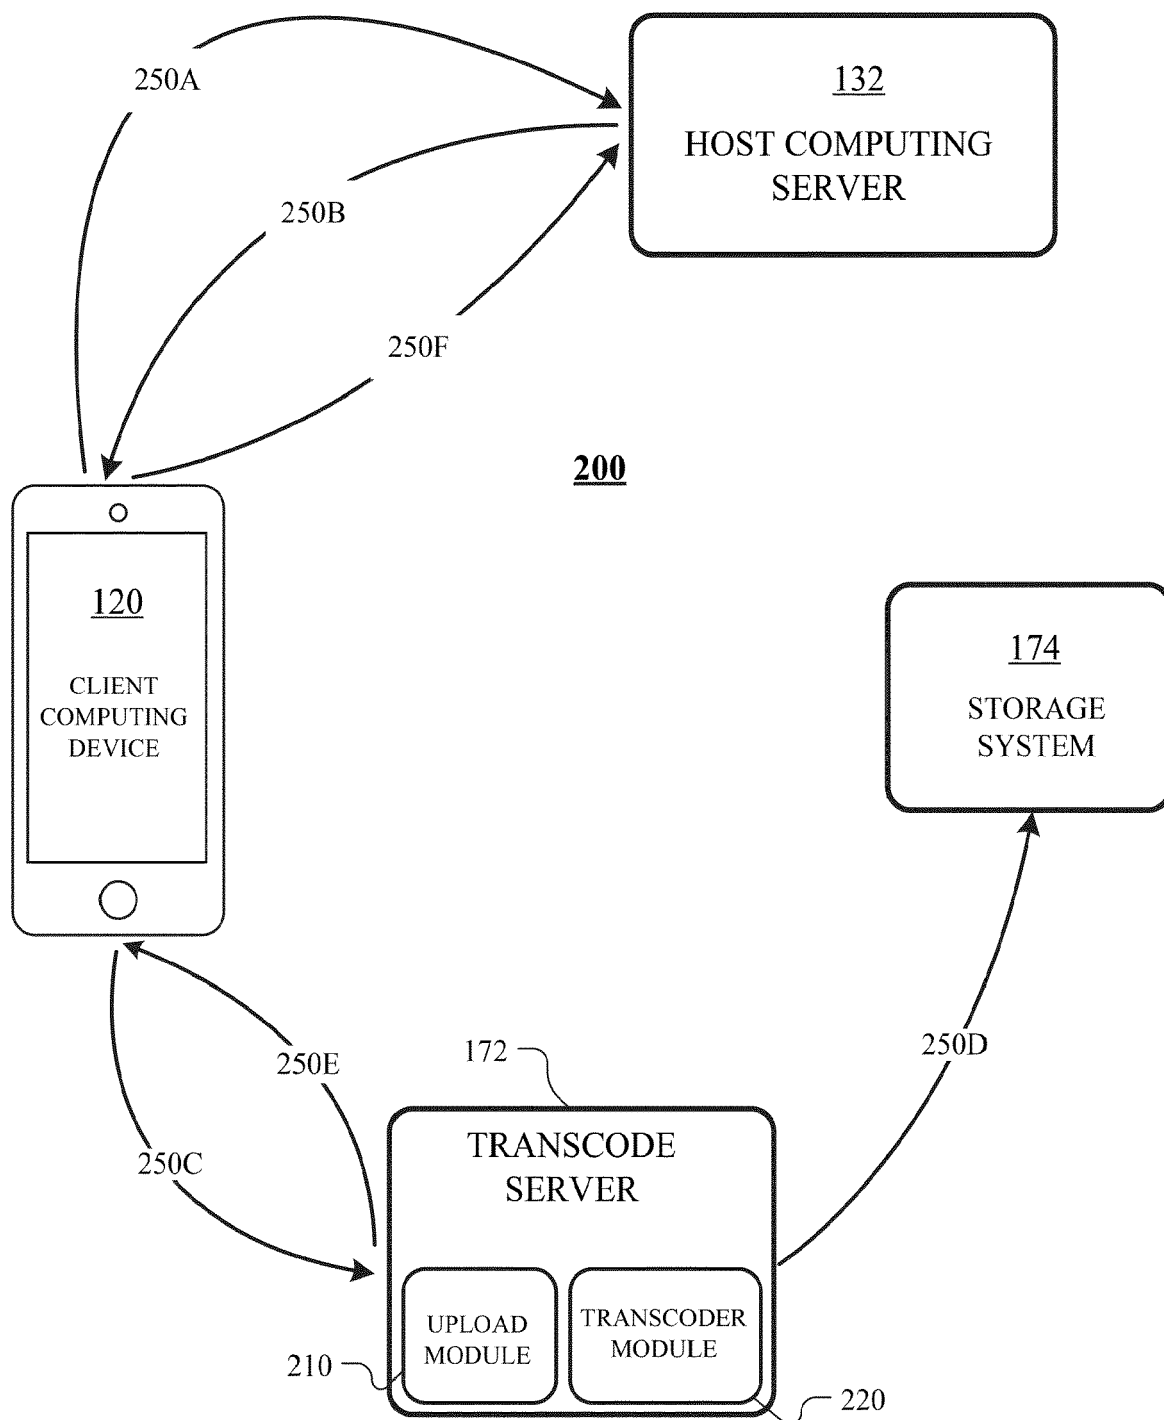 250A
132
HOST COMPUTING
SERVER
250B
250F
200
120
CLIENT
COMPUTING
DEVICE
174
STORAGE
SYSTEM
250D
250E
172
250C
TRANSCODE
SERVER
UPLOAD
MODULE
TRANSCODER
MODULE
210
220